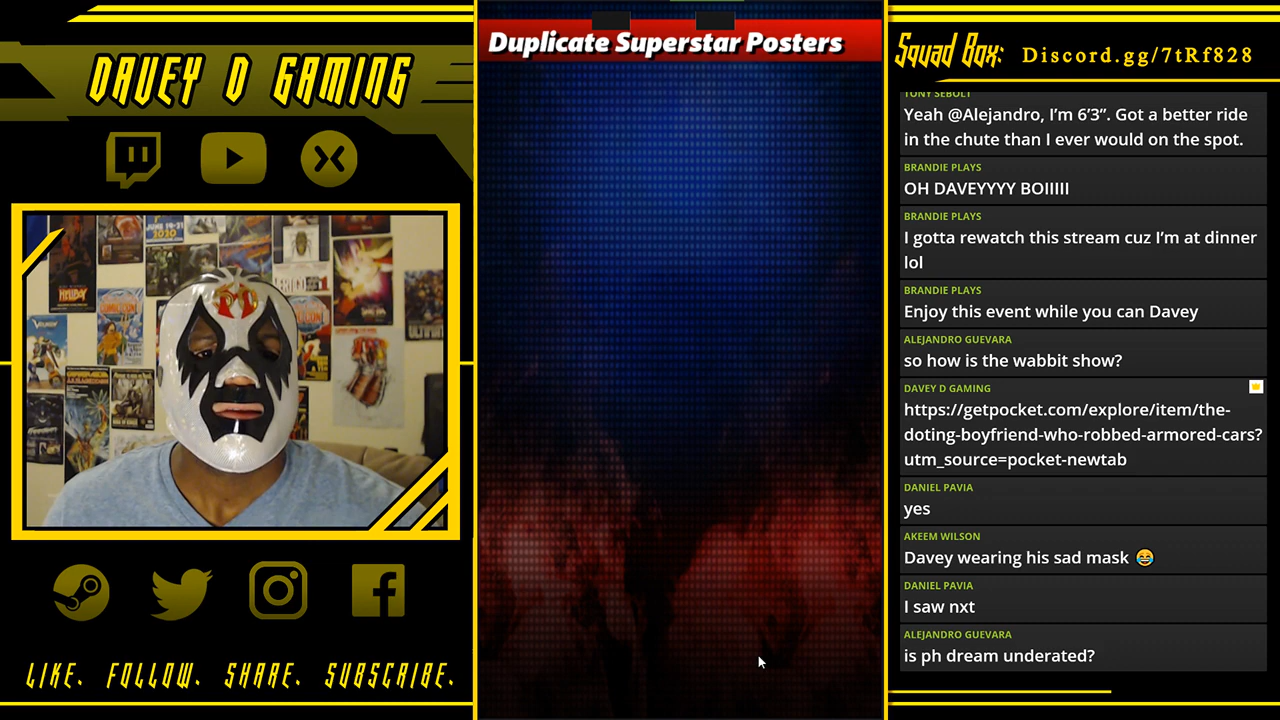 DAVEY D GAMING
JUNE 19-21
2020
HELLBOY
LIKE. FOLLOW. SHARE. SUBSCRIBE.
Duplicate Superstar Posters
Squad Box: Discord.gg/7tRf828
TONY SEBOLT
Yeah @Alejandro, I’m 6’3”. Got a better ride
in the chute than I ever would on the spot.
BRANDIE PLAYS
OH DAVEYYYY BOIIIII
BRANDIE PLAYS
I gotta rewatch this stream cuz I’m at dinner
lol
BRANDIE PLAYS
Enjoy this event while you can Davey
ALEJANDRO GUEVARA
so how is the wabbit show?
DAVEY D GAMING
https://getpocket.com/explore/item/the-
doting-boyfriend-who-robbed-armored-cars?
utm_source=pocket-newtab
DANIEL PAVIA
yes
AKEEM WILSON
Davey wearing his sad mask 😂
DANIEL PAVIA
I saw nxt
ALEJANDRO GUEVARA
is ph dream underated?